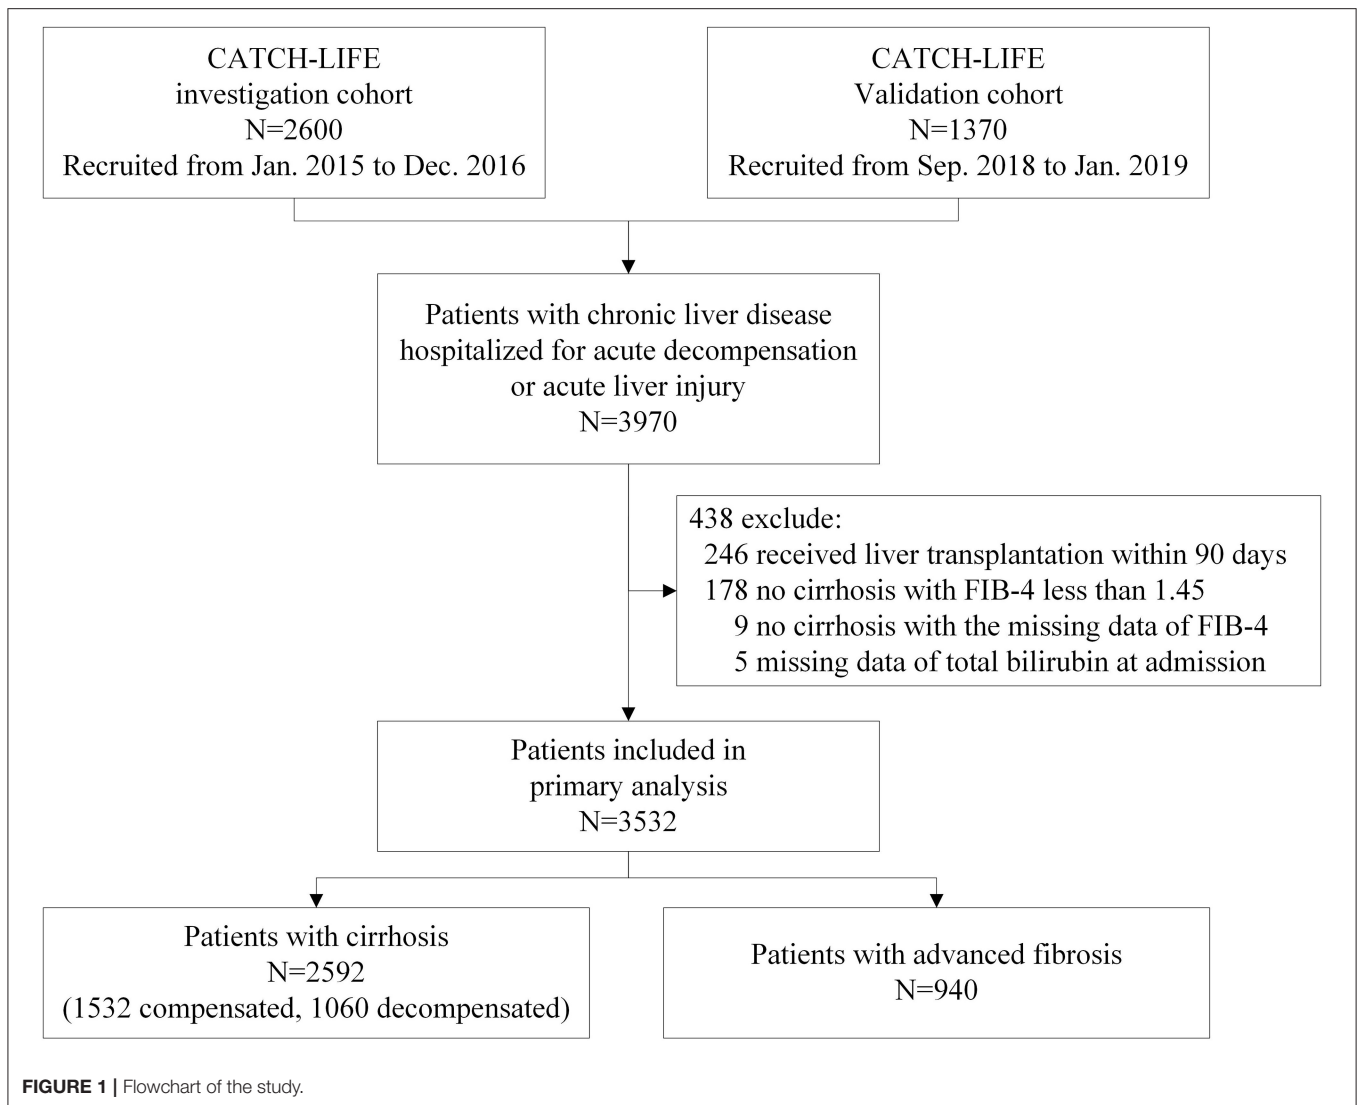 CATCH-LIFE
investigation cohort
N=2600
Recruited from Jan. 2015 to Dec. 2016
CATCH-LIFE
Validation cohort
N=1370
Recruited from Sep. 2018 to Jan. 2019
Patients with chronic liver disease
hospitalized for acute decompensation
or acute liver injury
N=3970
438 exclude:
246 received liver transplantation within 90 days
178 no cirrhosis with FIB-4 less than 1.45
9 no cirrhosis with the missing data of FIB-4
5 missing data of total bilirubin at admission
Patients included in
primary analysis
N=3532
Patients with cirrhosis
N=2592
(1532 compensated, 1060 decompensated)
Patients with advanced fibrosis
N=940
FIGURE 1 | Flowchart of the study.